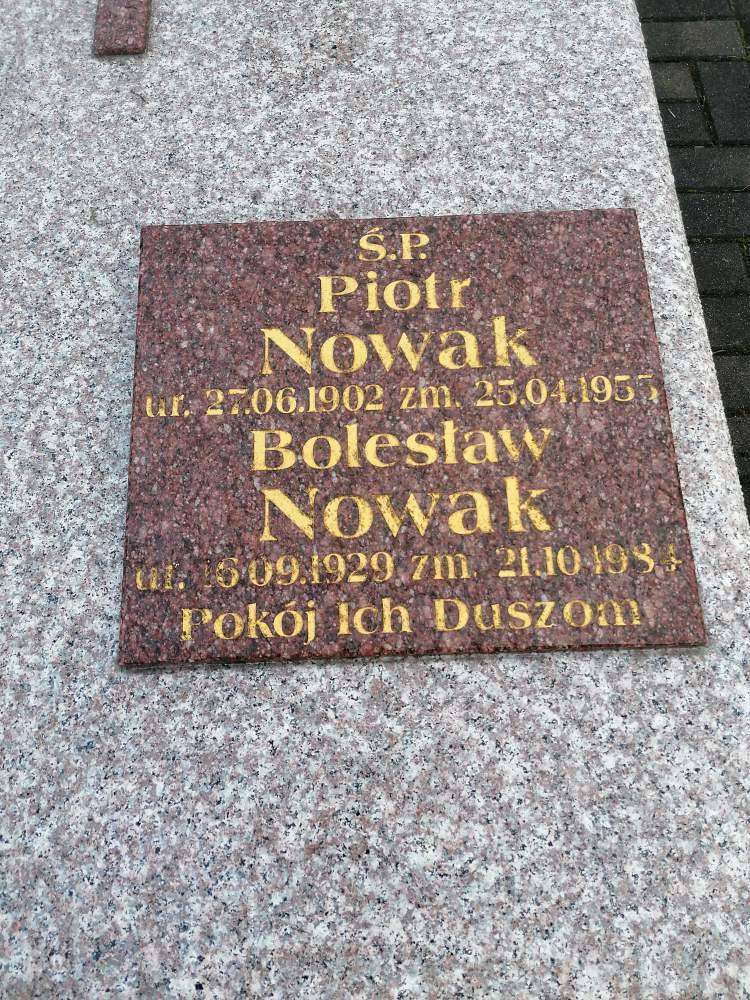 Ś.P.
Piotr
Nowak
ur. 27.06.1902 zm. 25.04.1955
Bolesław
Nowak
ur. 16.09.1929 zm. 21.10.1984
Pokój Ich Duszom